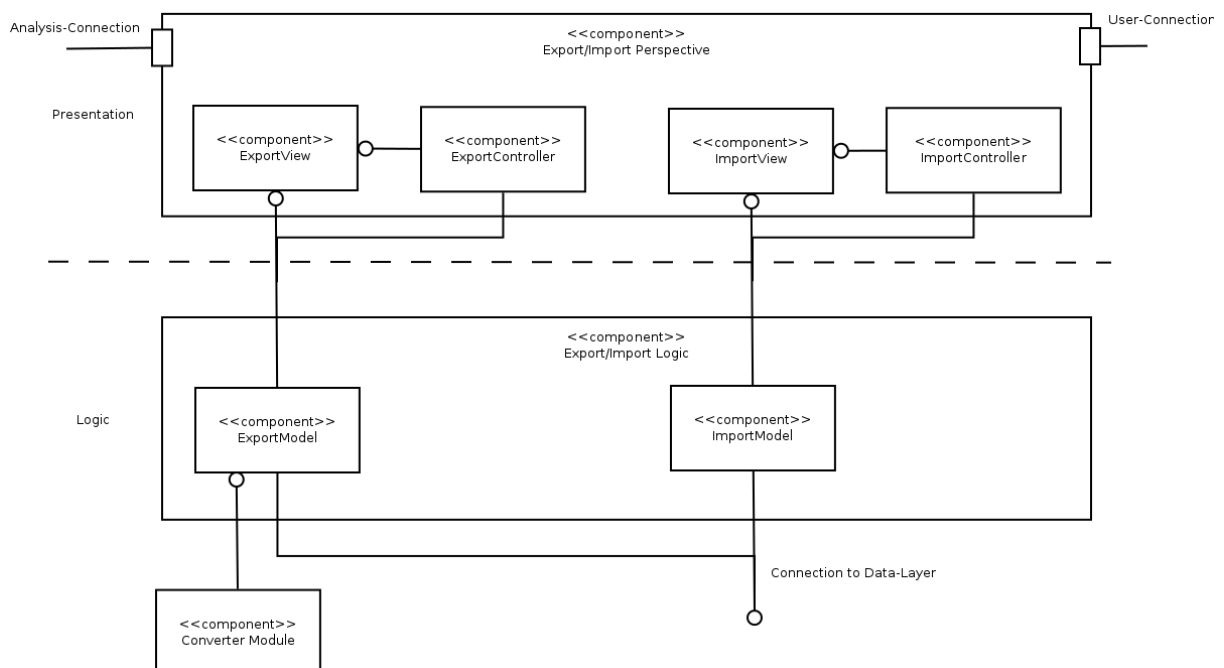 Analysis-Connection
User-Connection
<<component>>
Export/Import Perspective
Presentation
<<component>>
ExportView
<<component>>
ExportController
<<component>>
ImportView
<<component>>
ImportController
<<component>>
Export/Import Logic
Logic
<<component>>
ExportModel
<<component>>
ImportModel
Connection to Data-Layer
<<component>>
Converter Module